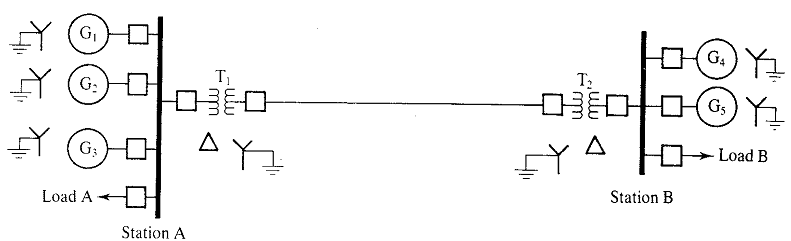 G₁
G₂
G₃
Load A
Station A
T₁
T₂
G₄
G₅
Load B
Station B